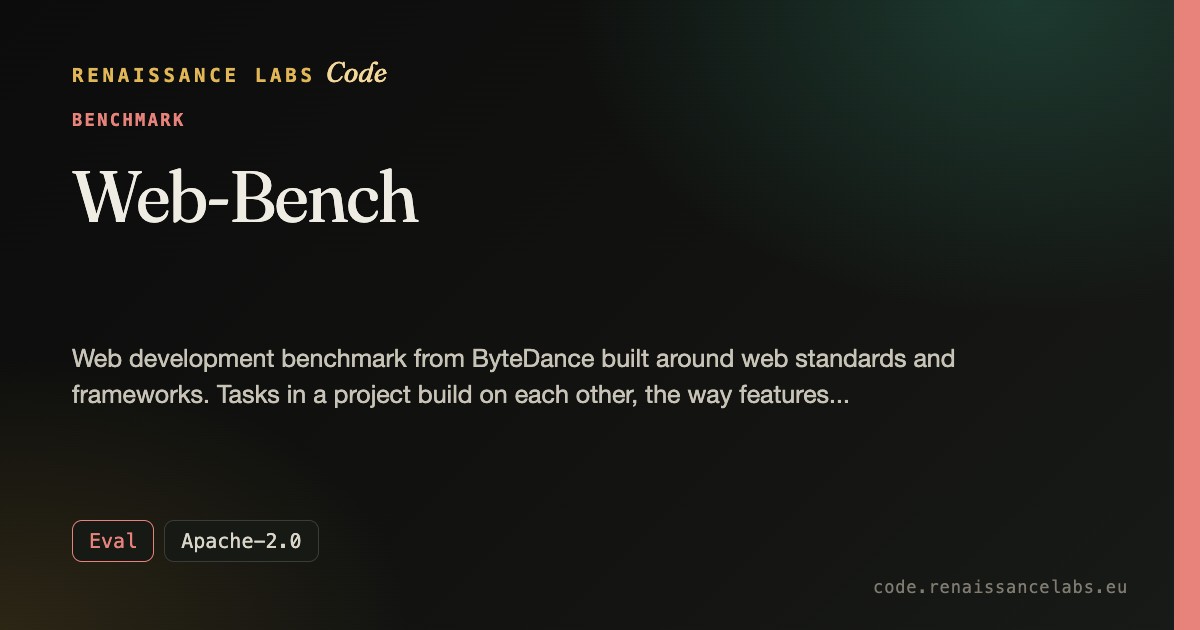 RENAISSANCE LABS Code
BENCHMARK
Web-Bench
Web development benchmark from ByteDance built around web standards and
frameworks. Tasks in a project build on each other, the way features...
Eval
Apache-2.0
code.renaissancelabs.eu